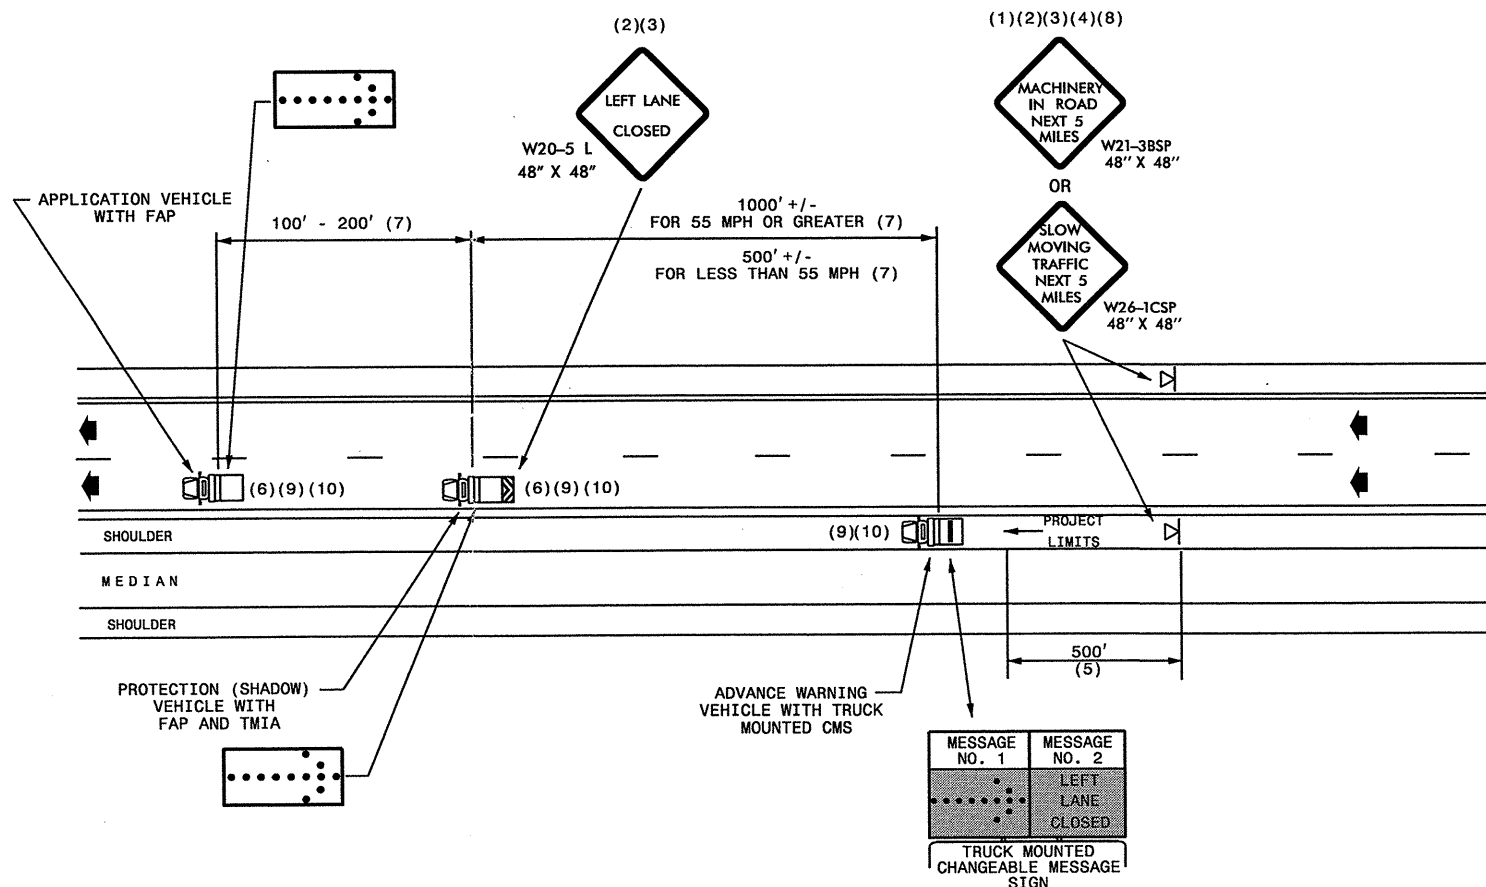 (2)(3)
(1)(2)(3)(4)(8)
LEFT LANE
CLOSED
W20-5 L
48" X 48"
MACHINERY
IN ROAD
NEXT 5
MILES
W21-3BSP
48" X 48"
OR
SLOW
MOVING
TRAFFIC
NEXT 5
MILES
W26-1CSP
48" X 48"
APPLICATION VEHICLE
WITH FAP
100' - 200' (7)
1000' +/-
FOR 55 MPH OR GREATER (7)
500' +/-
FOR LESS THAN 55 MPH (7)
(6)(9)(10)
(6)(9)(10)
(9)(10)
PROJECT
LIMITS
SHOULDER
MEDIAN
SHOULDER
500'
(5)
PROTECTION (SHADOW)
VEHICLE WITH
FAP AND TMIA
ADVANCE WARNING
VEHICLE WITH TRUCK
MOUNTED CMS
MESSAGE
NO. 1
MESSAGE
NO. 2
LEFT
LANE
CLOSED
TRUCK MOUNTED
CHANGEABLE MESSAGE
SIGN